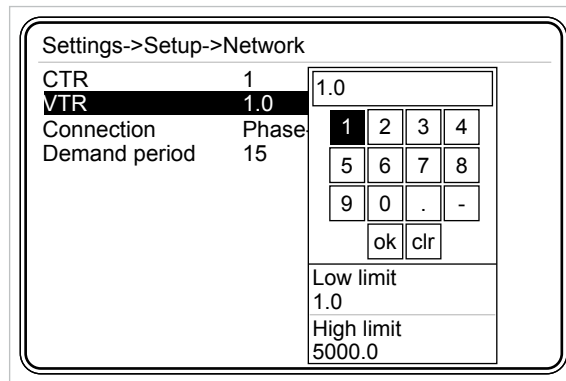 Settings->Setup->Network
CTR 1
VTR 1.0
Connection Phase-
Demand period 15
1.0
1 2 3 4
5 6 7 8
9 0 . -
ok clr
Low limit
1.0
High limit
5000.0